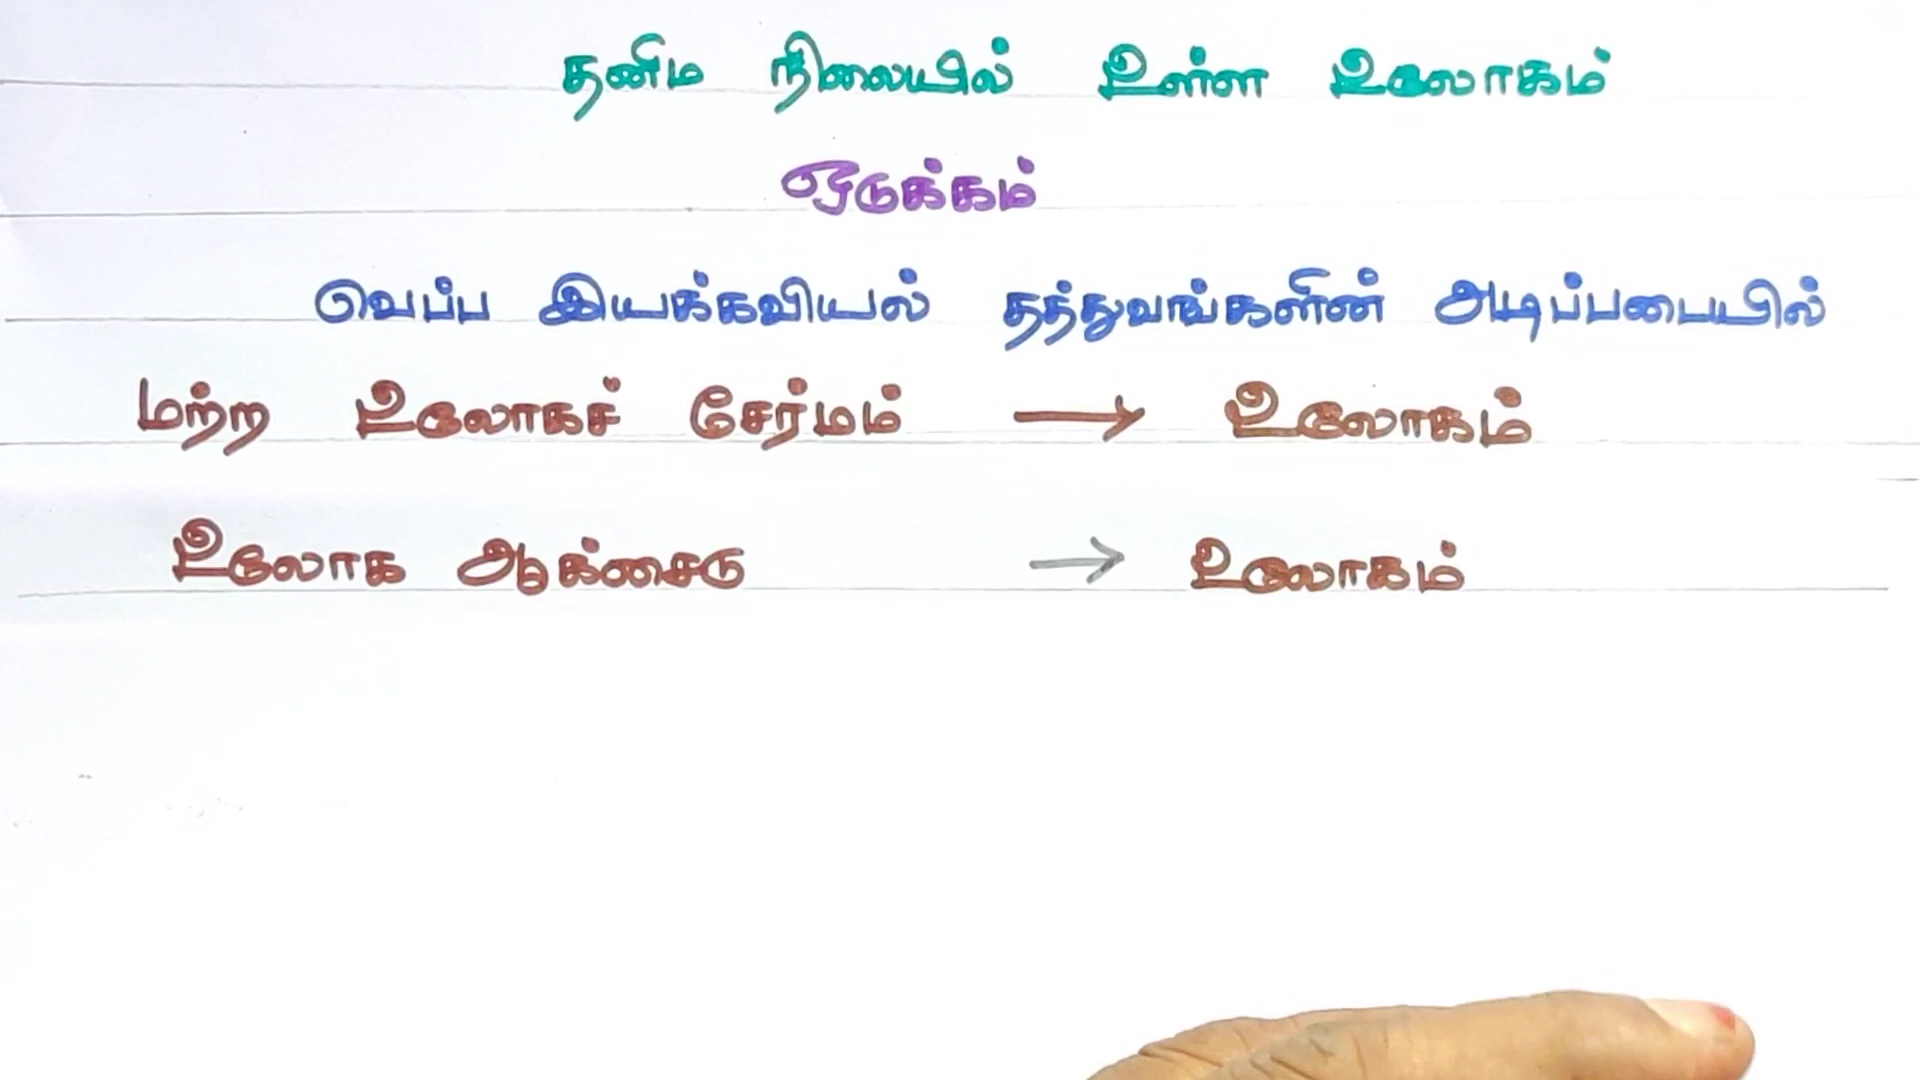 தனிம நிலையில் உள்ள உலோகம்
ஒடுக்கம்
வெப்ப இயக்கவியல் தத்துவங்களின் அடிப்படையில்
மற்ற உலோகச் சேர்மம் → உலோகம்
உலோக ஆக்சைடு → உலோகம்